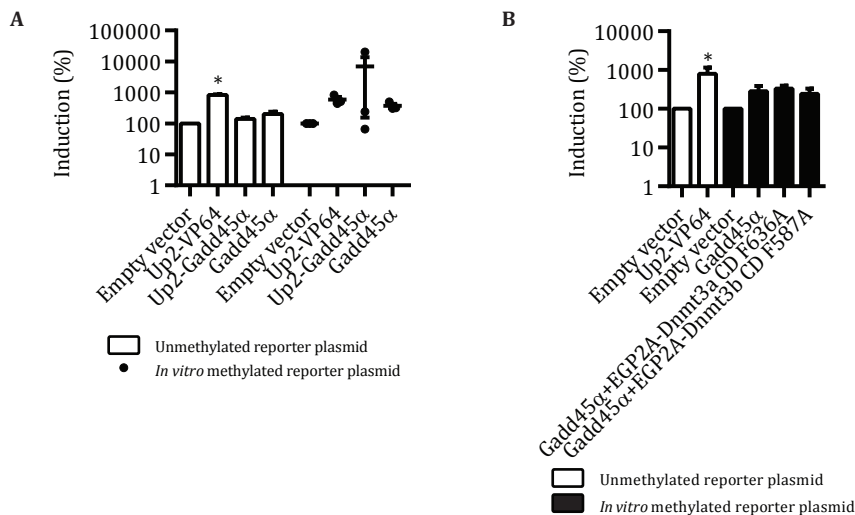 A
Induction (%)
100000
10000
1000
100
10
1
*
Empty vector
Up2-VP64
Up2-Gadd45α
Gadd45α
Empty vector
Up2-VP64
Up2-Gadd45α
Gadd45α
Unmethylated reporter plasmid
In vitro methylated reporter plasmid
B
Induction (%)
10000
1000
100
10
1
*
Empty vector
Up2-VP64
Empty vector
Gadd45α
Gadd45α+EGP2A-Dnmt3a CD F636A
Gadd45α+EGP2A-Dnmt3b CD F587A
Unmethylated reporter plasmid
In vitro methylated reporter plasmid